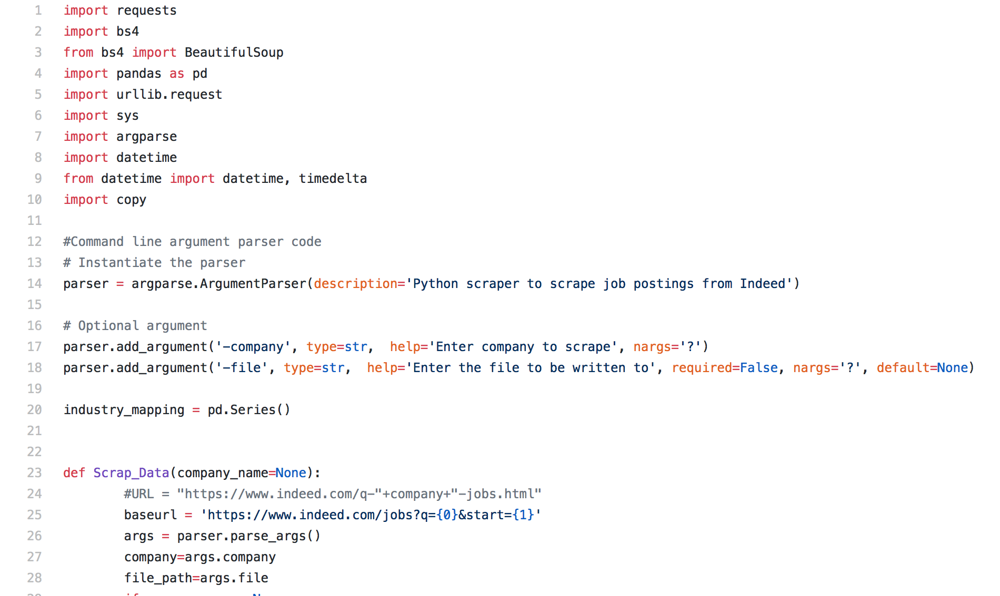 1 import requests
2 import bs4
3 from bs4 import BeautifulSoup
4 import pandas as pd
5 import urllib.request
6 import sys
7 import argparse
8 import datetime
9 from datetime import datetime, timedelta
10 import copy
11
12 #Command line argument parser code
13 # Instantiate the parser
14 parser = argparse.ArgumentParser(description='Python scraper to scrape job postings from Indeed')
15
16 # Optional argument
17 parser.add_argument('-company', type=str,  help='Enter company to scrape', nargs='?')
18 parser.add_argument('-file', type=str,  help='Enter the file to be written to', required=False, nargs='?', default=None)
19
20 industry_mapping = pd.Series()
21
22
23 def Scrap_Data(company_name=None):
24         #URL = "https://www.indeed.com/q-"+company+"-jobs.html"
25         baseurl = 'https://www.indeed.com/jobs?q={0}&start={1}'
26         args = parser.parse_args()
27         company=args.company
28         file_path=args.file